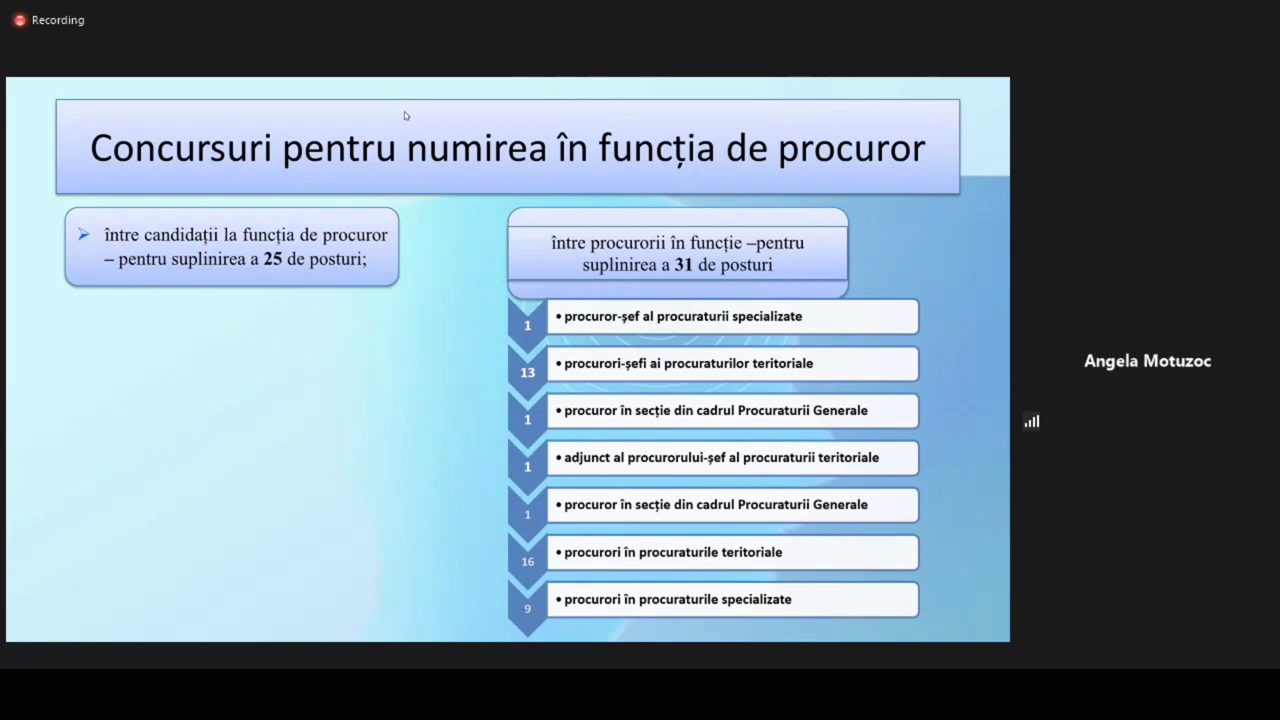 Recording
Concursuri pentru numirea în funcția de procuror
între candidații la funcția de procuror
– pentru suplinirea a 25 de posturi;
între procurorii în funcție –pentru
suplinirea a 31 de posturi
1
• procuror-șef al procuraturii specializate
13
• procurori-șefi ai procuraturilor teritoriale
1
• procuror în secție din cadrul Procuraturii Generale
1
• adjunct al procurorului-șef al procuraturii teritoriale
1
• procuror în secție din cadrul Procuraturii Generale
16
• procurori în procuraturile teritoriale
9
• procurori în procuraturile specializate
Angela Motuzoc